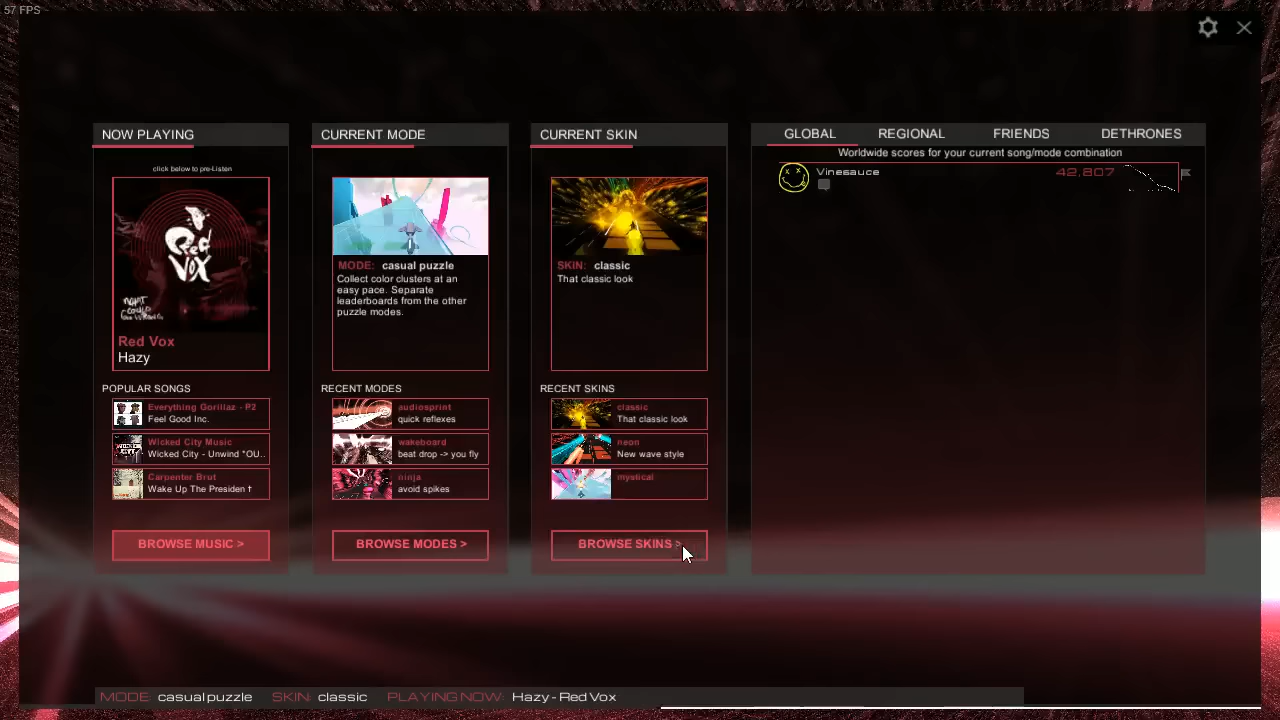 57 FPS
NOW PLAYING
click below to pre-Listen
Red Vox
Red Vox
Hazy
POPULAR SONGS
Everything Gorillaz - P2
Feel Good Inc.
Wicked City Music
Wicked City - Unwind *OU..
Carpenter Brut
Wake Up The Presiden †
BROWSE MUSIC >
CURRENT MODE
MODE: casual puzzle
Collect color clusters at an
easy pace. Separate
leaderboards from the other
puzzle modes.
RECENT MODES
audiosprint
quick reflexes
wakeboard
beat drop -> you fly
ninja
avoid spikes
BROWSE MODES >
CURRENT SKIN
SKIN: classic
That classic look
RECENT SKINS
classic
That classic look
neon
New wave style
mystical
BROWSE SKINS >
GLOBAL REGIONAL FRIENDS DETHRONES
Worldwide scores for your current song/mode combination
Vinesauce 42,807
MODE: casual puzzle SKIN: classic PLAYING NOW: Hazy - Red Vox